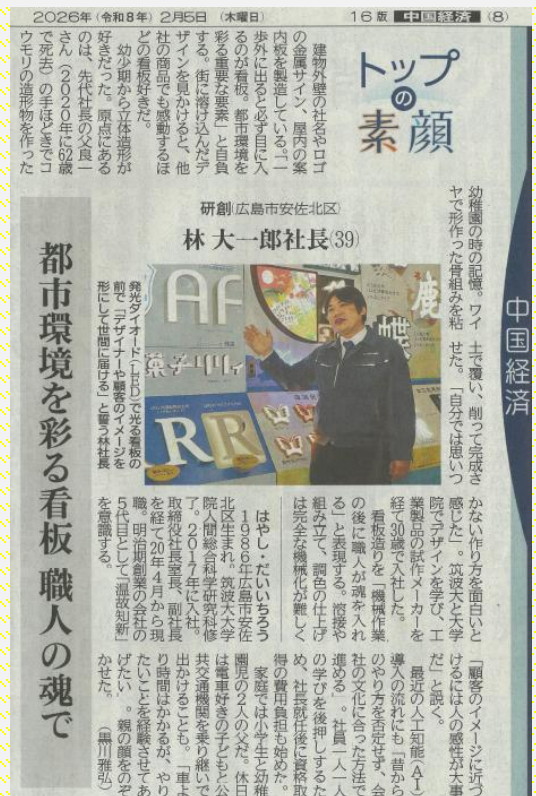 2026年(令和8年)2月5日 (木曜日)
16版 中国経済 (8)
中国経済
トップの素顔
研創(広島市安佐北区)
林 大一郎社長(39)
都市環境を彩る看板 職人の魂で
建物外壁の社名やロゴ
の金属サイン、屋内の案
内板を製造している。「一
歩外に出ると必ず目に入
るのが看板。都市環境を
彩る重要な要素」と自負
する。街に溶け込んだデ
ザインを見かけると、他
社の商品でも感動するほ
どの看板好きだ。
幼少期から立体造形が
好きだった。原点にある
のは、先代社長の父良一
さん(2020年に62歳
で死去)の手ほどきでコ
ウモリの造形物を作った
幼稚園の時の記憶。ワイ
ヤで形作った骨組みを粘
土で覆い、削って完成さ
せた。「自分では思いつ
かない作り方を面白いと
感じた」。筑波大と大学
院でデザインを学び、工
業製品の試作メーカーを
経て30歳で入社した。
看板造りを「機械作業
の後に職人が魂を入れ
る」と表現する。溶接や
組み立て、調色の仕上げ
は完全な機械化が難しく
「顧客のイメージに近づ
けるには人の感性が大事
だ」と説く。
最近の人工知能(AI)
導入の流れにも「昔から
のやり方を否定せず、会
社の文化に合った方法で
進める」。社員一人一人
の学びを後押しするた
め、社長就任後に資格取
得の費用負担も始めた。
家庭では小学生と幼稚
園児の2人の父だ。休日
は電車好きの子どもと公
共交通機関を乗り継いで
出かけることも。「車よ
り時間はかかるが、やり
たいことを経験させてあ
げたい」。親の顔をのぞ
かせた。 (黒川雅弘)
発光ダイオード(LED)で光る看板の
前で「デザイナーや顧客のイメージを
形にして世間に届ける」と誓う林社長
はやし・だいいちろう
1986年広島市安佐
北区生まれ。筑波大大学
院人間総合科学研究科修
了。2017年に入社。
取締役社長室長、副社長
を経て20年4月から現
職。明治期創業の会社の
5代目として「温故知新」
を意識する。
AF
鹿
蝶
RR